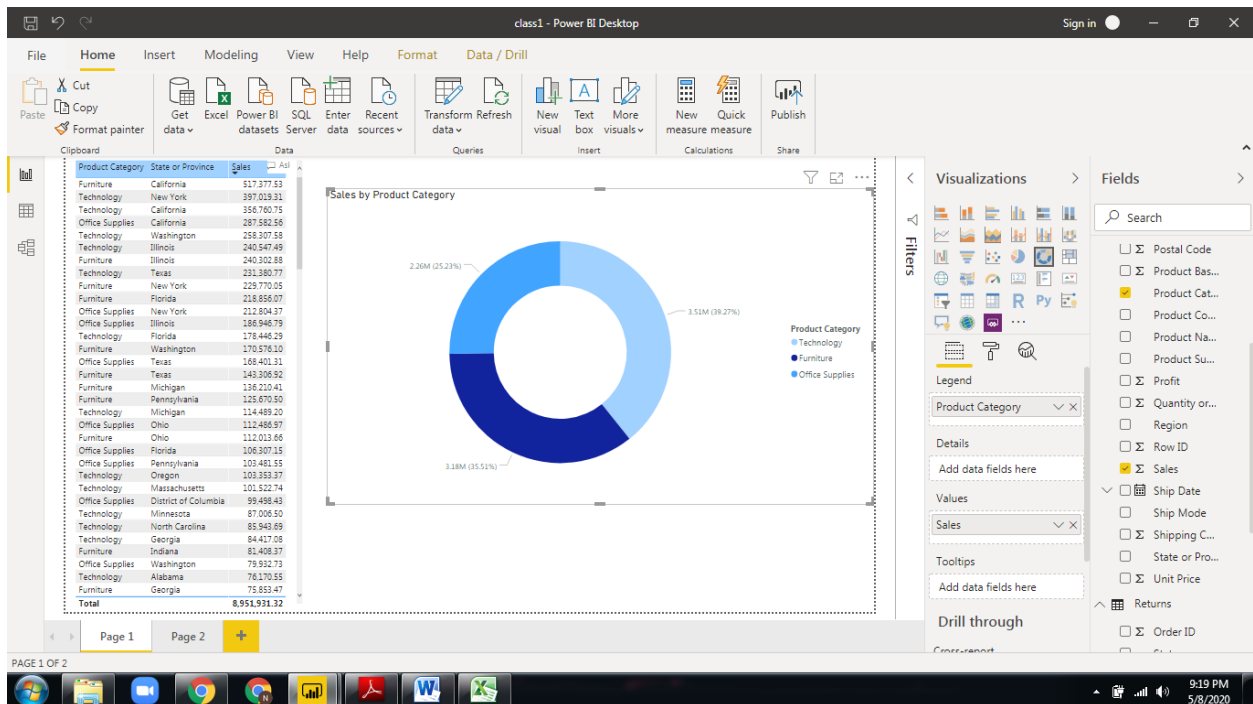 class1 - Power BI Desktop
Sign in
File Home Insert Modeling View Help Format Data / Drill
Paste
Cut
Copy
Format painter
Clipboard
Get data
Excel
Power BI datasets
SQL Server
Enter data
Recent sources
Data
Transform data
Refresh
Queries
New visual
Text box
More visuals
Insert
New measure
Quick measure
Calculations
Publish
Share
Product Category State or Province Sales
Furniture California 517,377.53
Technology New York 397,019.31
Technology California 356,760.75
Office Supplies California 287,582.56
Technology Washington 258,307.58
Technology Illinois 240,547.49
Furniture Illinois 240,302.88
Technology Texas 231,380.77
Furniture New York 229,770.05
Furniture Florida 218,856.07
Office Supplies New York 212,804.37
Office Supplies Illinois 186,946.79
Technology Florida 178,446.29
Furniture Washington 170,576.10
Office Supplies Texas 168,401.31
Furniture Texas 143,306.92
Furniture Michigan 136,210.41
Furniture Pennsylvania 125,670.50
Technology Michigan 114,489.20
Office Supplies Ohio 112,486.97
Furniture Ohio 112,013.66
Office Supplies Florida 106,307.15
Office Supplies Pennsylvania 103,481.55
Technology Oregon 103,353.37
Technology Massachusetts 101,522.74
Office Supplies District of Columbia 99,498.43
Technology Minnesota 87,006.50
Technology North Carolina 85,943.69
Technology Georgia 84,417.08
Furniture Indiana 81,408.37
Office Supplies Washington 79,932.73
Technology Alabama 76,170.55
Furniture Georgia 75,853.47
Total 8,951,931.32
Sales by Product Category
2.26M (25.23%)
3.51M (39.27%)
3.18M (35.51%)
Product Category
Technology
Furniture
Office Supplies
Filters
Visualizations
R Py
Legend
Product Category
Details
Add data fields here
Values
Sales
Tooltips
Add data fields here
Drill through
Cross-report
Fields
Search
Postal Code
Product Bas...
Product Cat...
Product Co...
Product Na...
Product Su...
Profit
Quantity or...
Region
Row ID
Sales
Ship Date
Ship Mode
Shipping C...
State or Pro...
Unit Price
Returns
Order ID
Page 1
Page 2
PAGE 1 OF 2
9:19 PM
5/8/2020